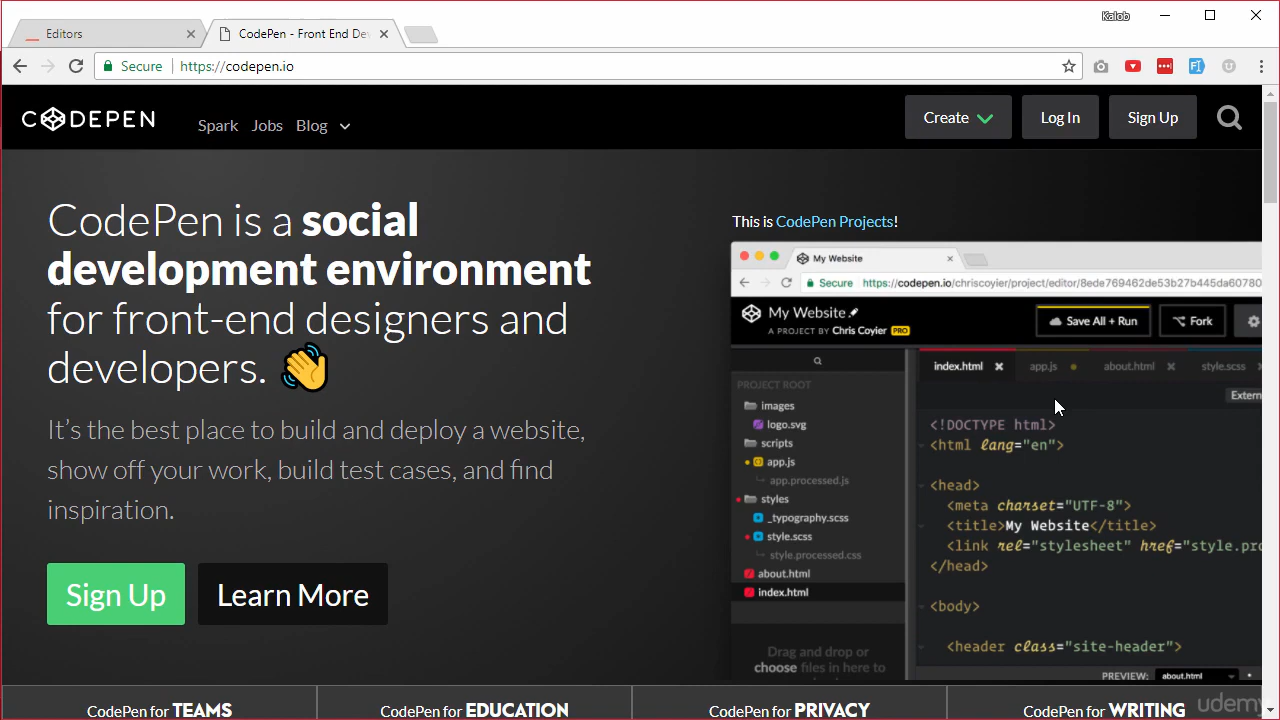 Kalob
Editors
CodePen - Front End De
Secure https://codepen.io
CODEPEN
Spark Jobs Blog
Create Log In Sign Up
CodePen is a social
development environment
for front-end designers and
developers.
It's the best place to build and deploy a website,
show off your work, build test cases, and find
inspiration.
Sign Up Learn More
This is CodePen Projects!
My Website
Secure https://codepen.io/chriscoyier/project/editor/8ede769462de53b27b445da60780
My Website
A PROJECT BY Chris Coyier PRO
Save All + Run Fork
PROJECT ROOT
images
logo.svg
scripts
app.js
app.processed.js
styles
_typography.scss
style.scss
style.processed.css
about.html
index.html
Drag and drop or
choose files in here to
index.html app.js about.html style.scss
Extern
<!DOCTYPE html>
<html lang="en">
<head>
<meta charset="UTF-8">
<title>My Website</title>
<link rel="stylesheet" href="style.pro
</head>
<body>
<header class="site-header">
PREVIEW: about.html
CodePen for TEAMS CodePen for EDUCATION CodePen for PRIVACY CodePen for WRITING
udemy